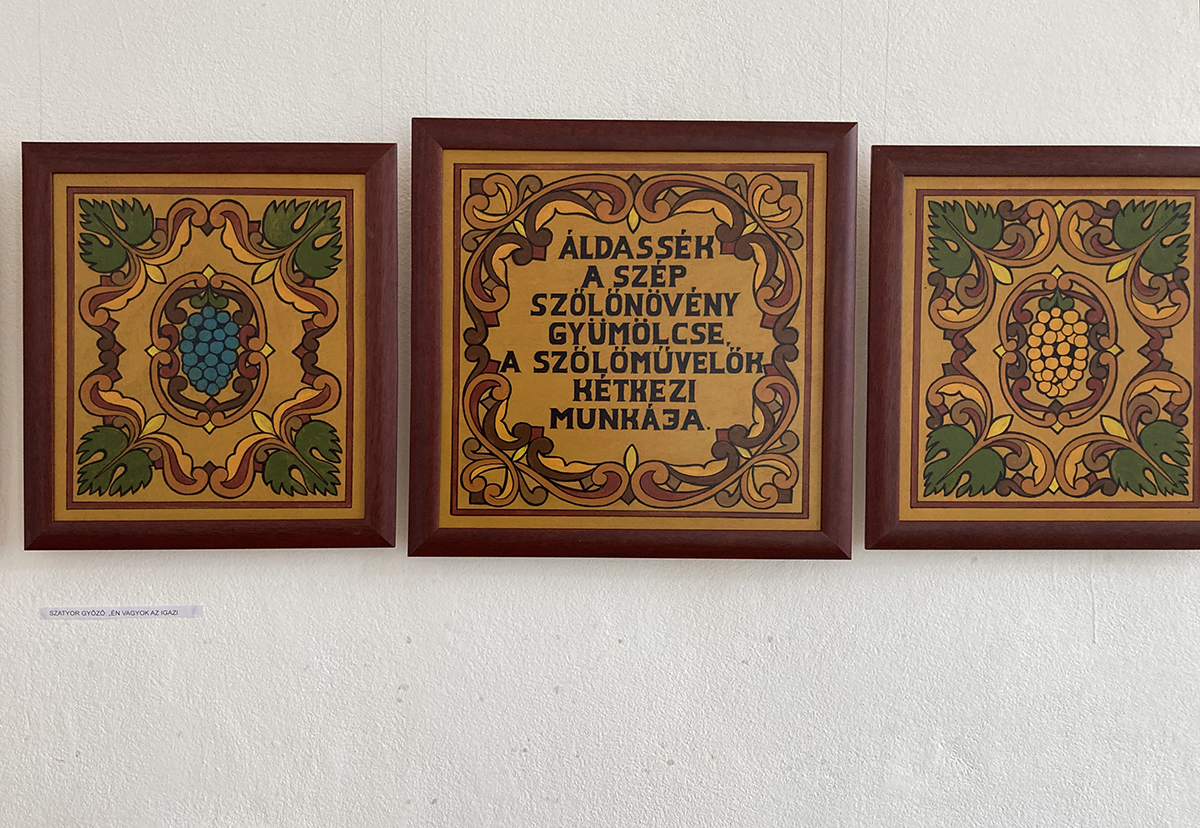 ÁLDASSÉK
A SZÉP
SZŐLŐNÖVÉNY
GYÜMÖLCSE,
A SZŐLŐMŰVELŐK
KÉTKEZI
MUNKÁJA.
SZATYOR GYŐZŐ: „ÉN VAGYOK AZ IGAZI